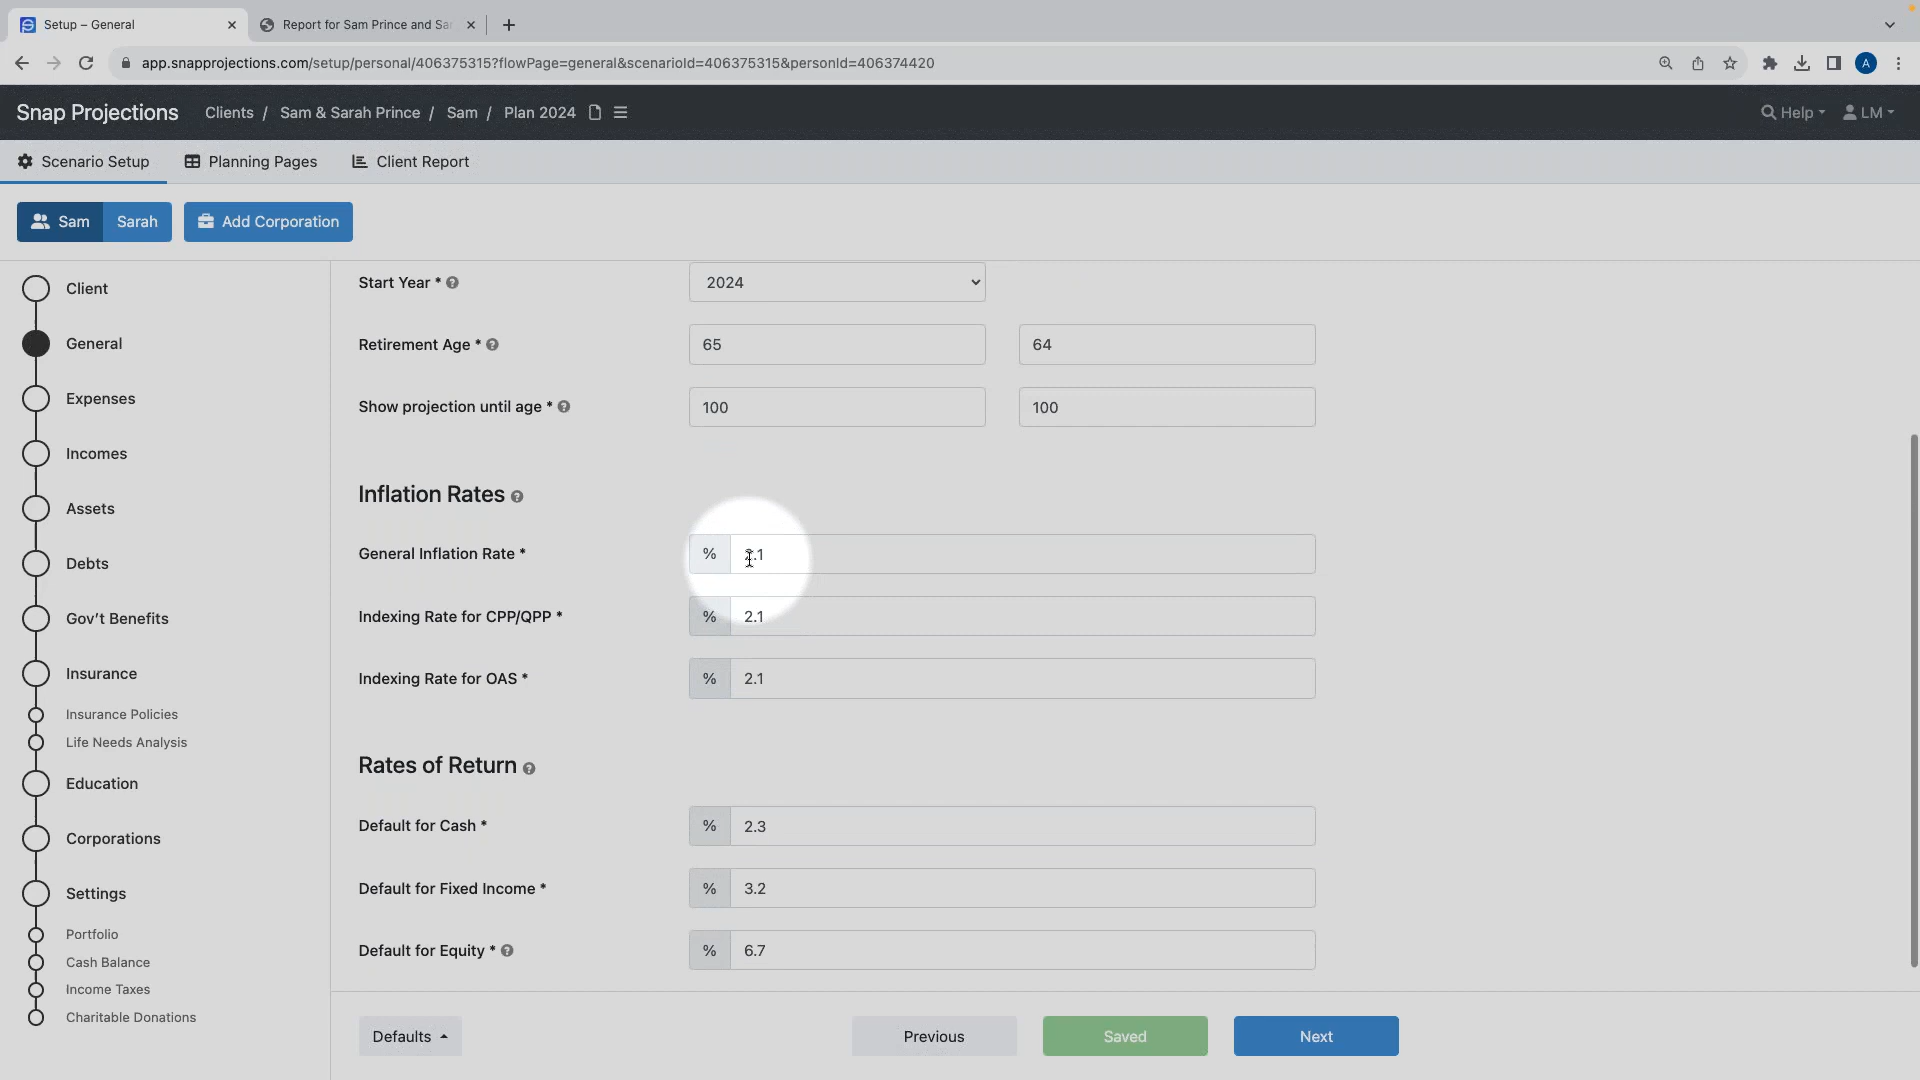 Setup – General
Report for Sam Prince and Sa
app.snapprojections.com/setup/personal/406375315?flowPage=general&scenarioId=406375315&personId=406374420
A
Snap Projections
Clients / Sam & Sarah Prince / Sam / Plan 2024
Help
LM
Scenario Setup
Planning Pages
Client Report
Sam
Sarah
Add Corporation
Client
General
Expenses
Incomes
Assets
Debts
Gov't Benefits
Insurance
Insurance Policies
Life Needs Analysis
Education
Corporations
Settings
Portfolio
Cash Balance
Income Taxes
Charitable Donations
Start Year * ?
2024
Retirement Age * ?
65
64
Show projection until age * ?
100
100
Inflation Rates ?
General Inflation Rate *
% 2.1
Indexing Rate for CPP/QPP *
% 2.1
Indexing Rate for OAS *
% 2.1
Rates of Return ?
Default for Cash *
% 2.3
Default for Fixed Income *
% 3.2
Default for Equity * ?
% 6.7
Defaults
Previous
Saved
Next